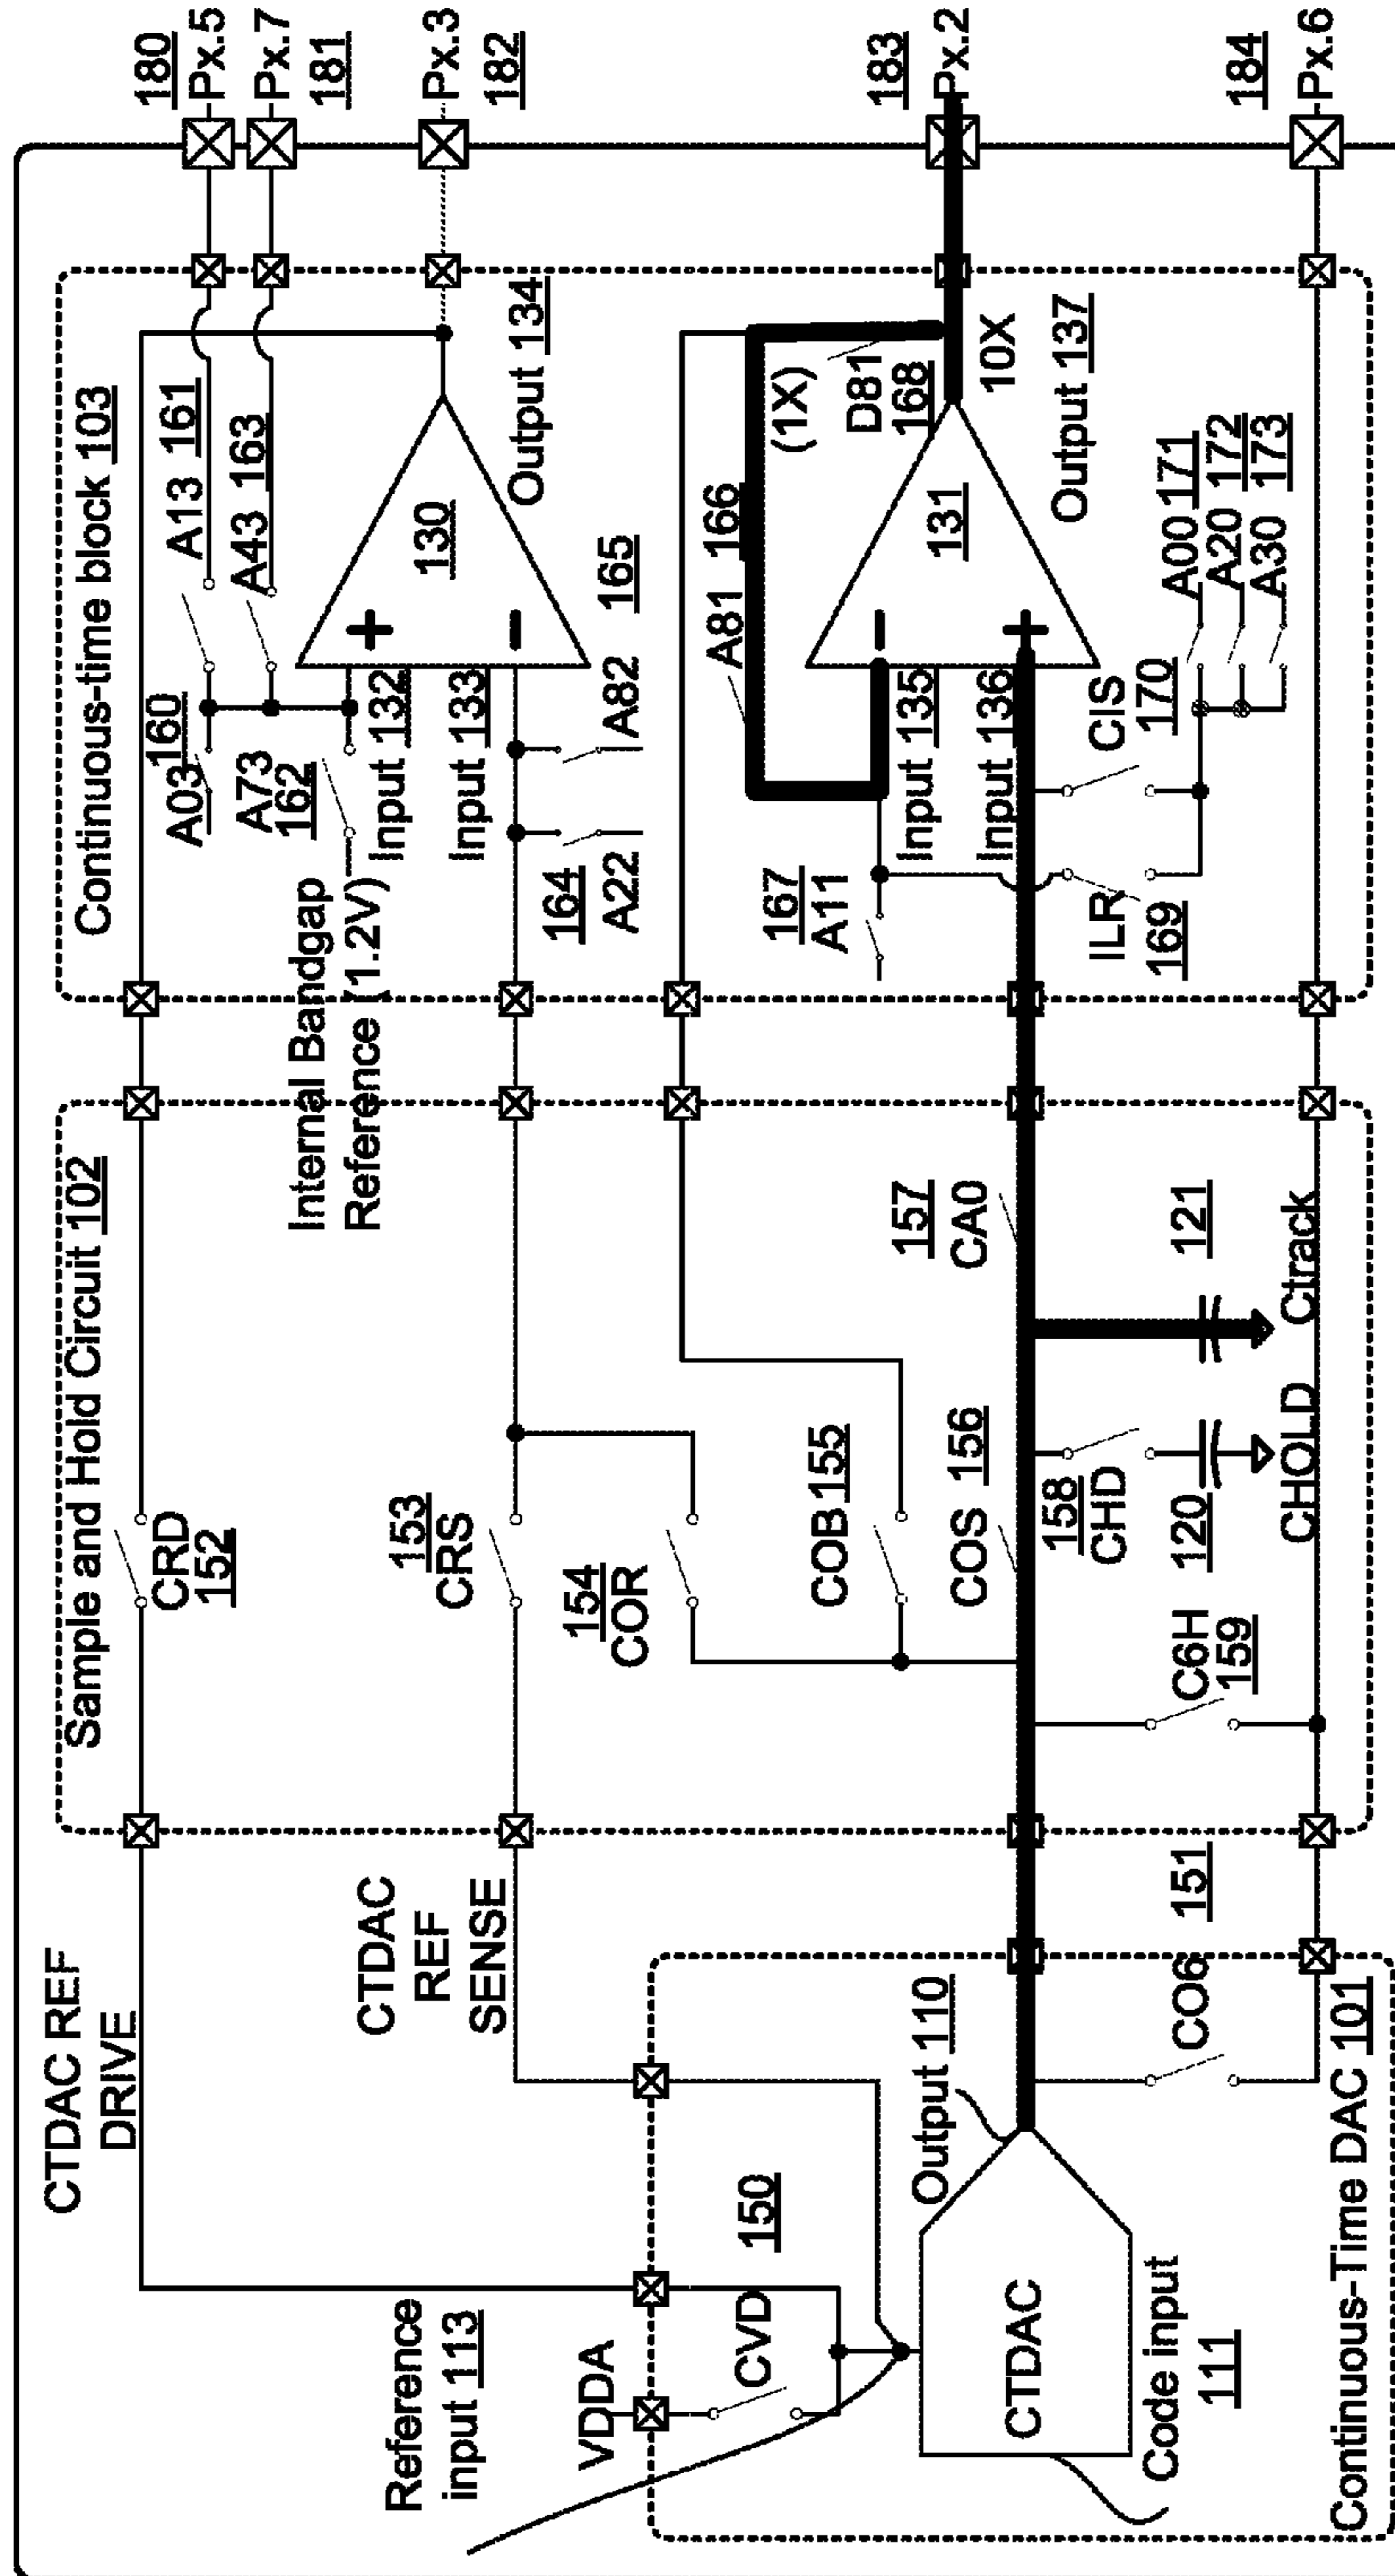 CTDAC REF
DRIVE
CTDAC
REF
SENSE
Reference
input 113
VDDA
CVD
150
Output 110
CTDAC
Code input
111
CO6
151
Continuous-Time DAC 101
Sample and Hold Circuit 102
CRD
152
153
CRS
154
COR
COB 155
COS 156
157
CA0
158
CHD
120
CHOLD
121
Ctrack
C6H
159
Continuous-time block 103
Internal Bandgap
Reference (1.2V)
160
A03
A13 161
A73
162
A43 163
Input 132
Input 133
+
-
130
Output 134
164
A22
A82
165
A81 166
167
A11
Input 135
Input 136
-
+
131
(1X)
D81
168
10X
Output 137
ILR
169
CIS
170
A00 171
A20 172
A30 173
180
Px.5
Px.7
181
Px.3
182
183
Px.2
184
Px.6